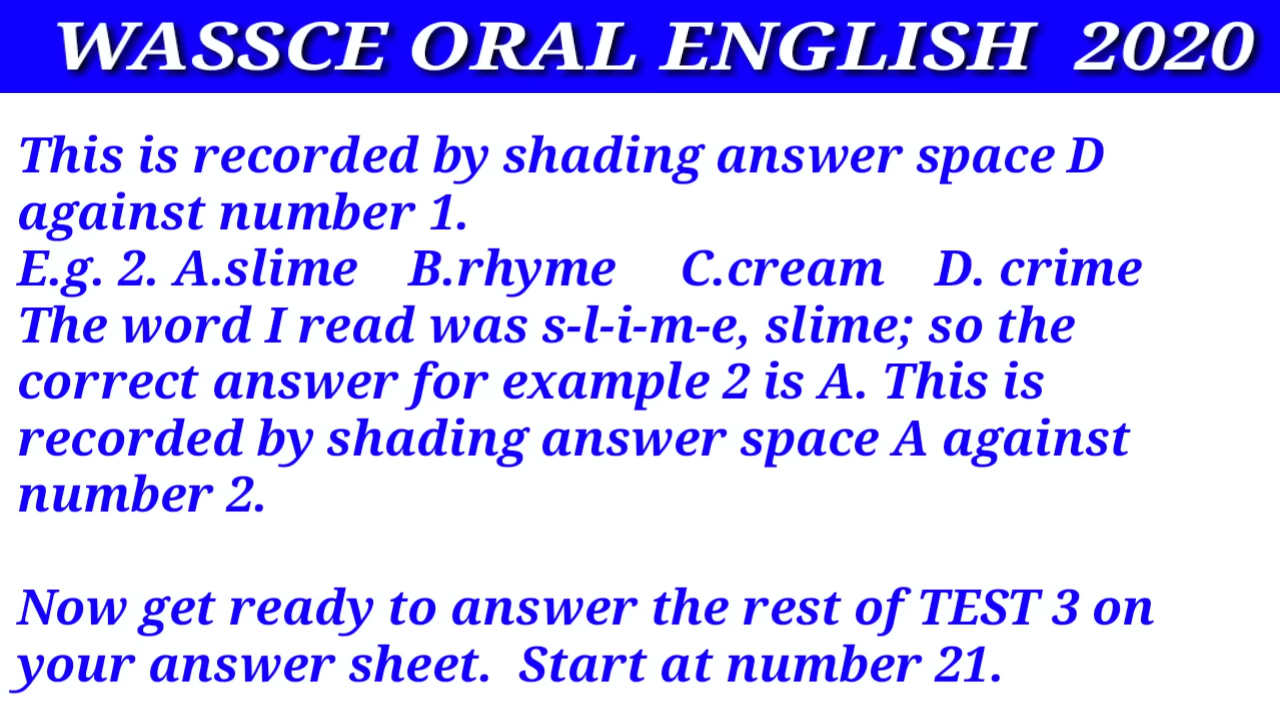 WASSCE ORAL ENGLISH 2020
This is recorded by shading answer space D
against number 1.
E.g. 2. A.slime B.rhyme C.cream D. crime
The word I read was s-l-i-m-e, slime; so the
correct answer for example 2 is A. This is
recorded by shading answer space A against
number 2.
Now get ready to answer the rest of TEST 3 on
your answer sheet. Start at number 21.